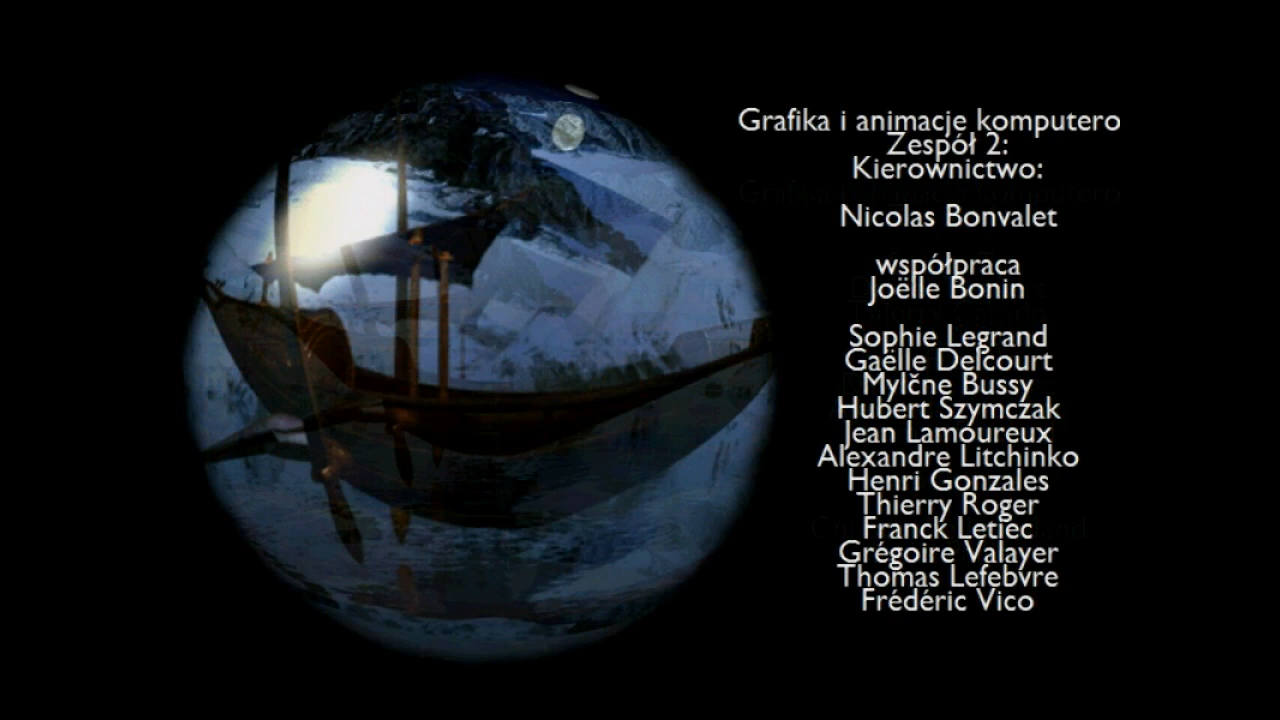 Grafika i animacje komputero
Zespół 2:
Kierownictwo:
Nicolas Bonvalet
współpraca
Joëlle Bonin
Sophie Legrand
Gaëlle Delcourt
Mylčne Bussy
Hubert Szymczak
Jean Lamoureux
Alexandre Litchinko
Henri Gonzales
Thierry Roger
Franck Letiec
Grégoire Valayer
Thomas Lefebvre
Frédéric Vico